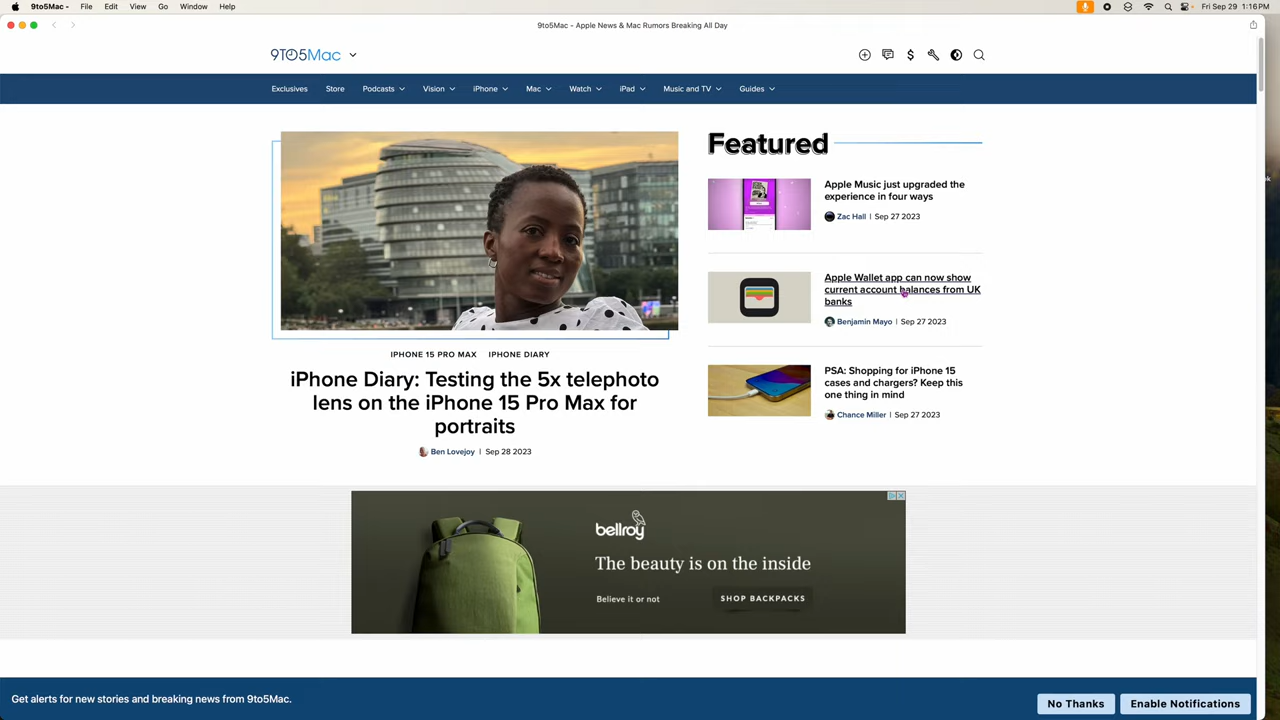 9to5Mac File Edit View Go Window Help
Fri Sep 29 1:16 PM
9to5Mac - Apple News & Mac Rumors Breaking All Day
9TO5Mac
Exclusives Store Podcasts Vision iPhone Mac Watch iPad Music and TV Guides
IPHONE 15 PRO MAX IPHONE DIARY
iPhone Diary: Testing the 5x telephoto
lens on the iPhone 15 Pro Max for
portraits
Ben Lovejoy | Sep 28 2023
Featured
Apple Music just upgraded the
experience in four ways
Zac Hall | Sep 27 2023
Apple Wallet app can now show
current account balances from UK
banks
Benjamin Mayo | Sep 27 2023
PSA: Shopping for iPhone 15
cases and chargers? Keep this
one thing in mind
Chance Miller | Sep 27 2023
bellroy
The beauty is on the inside
Believe it or not SHOP BACKPACKS
Get alerts for new stories and breaking news from 9to5Mac.
No Thanks Enable Notifications